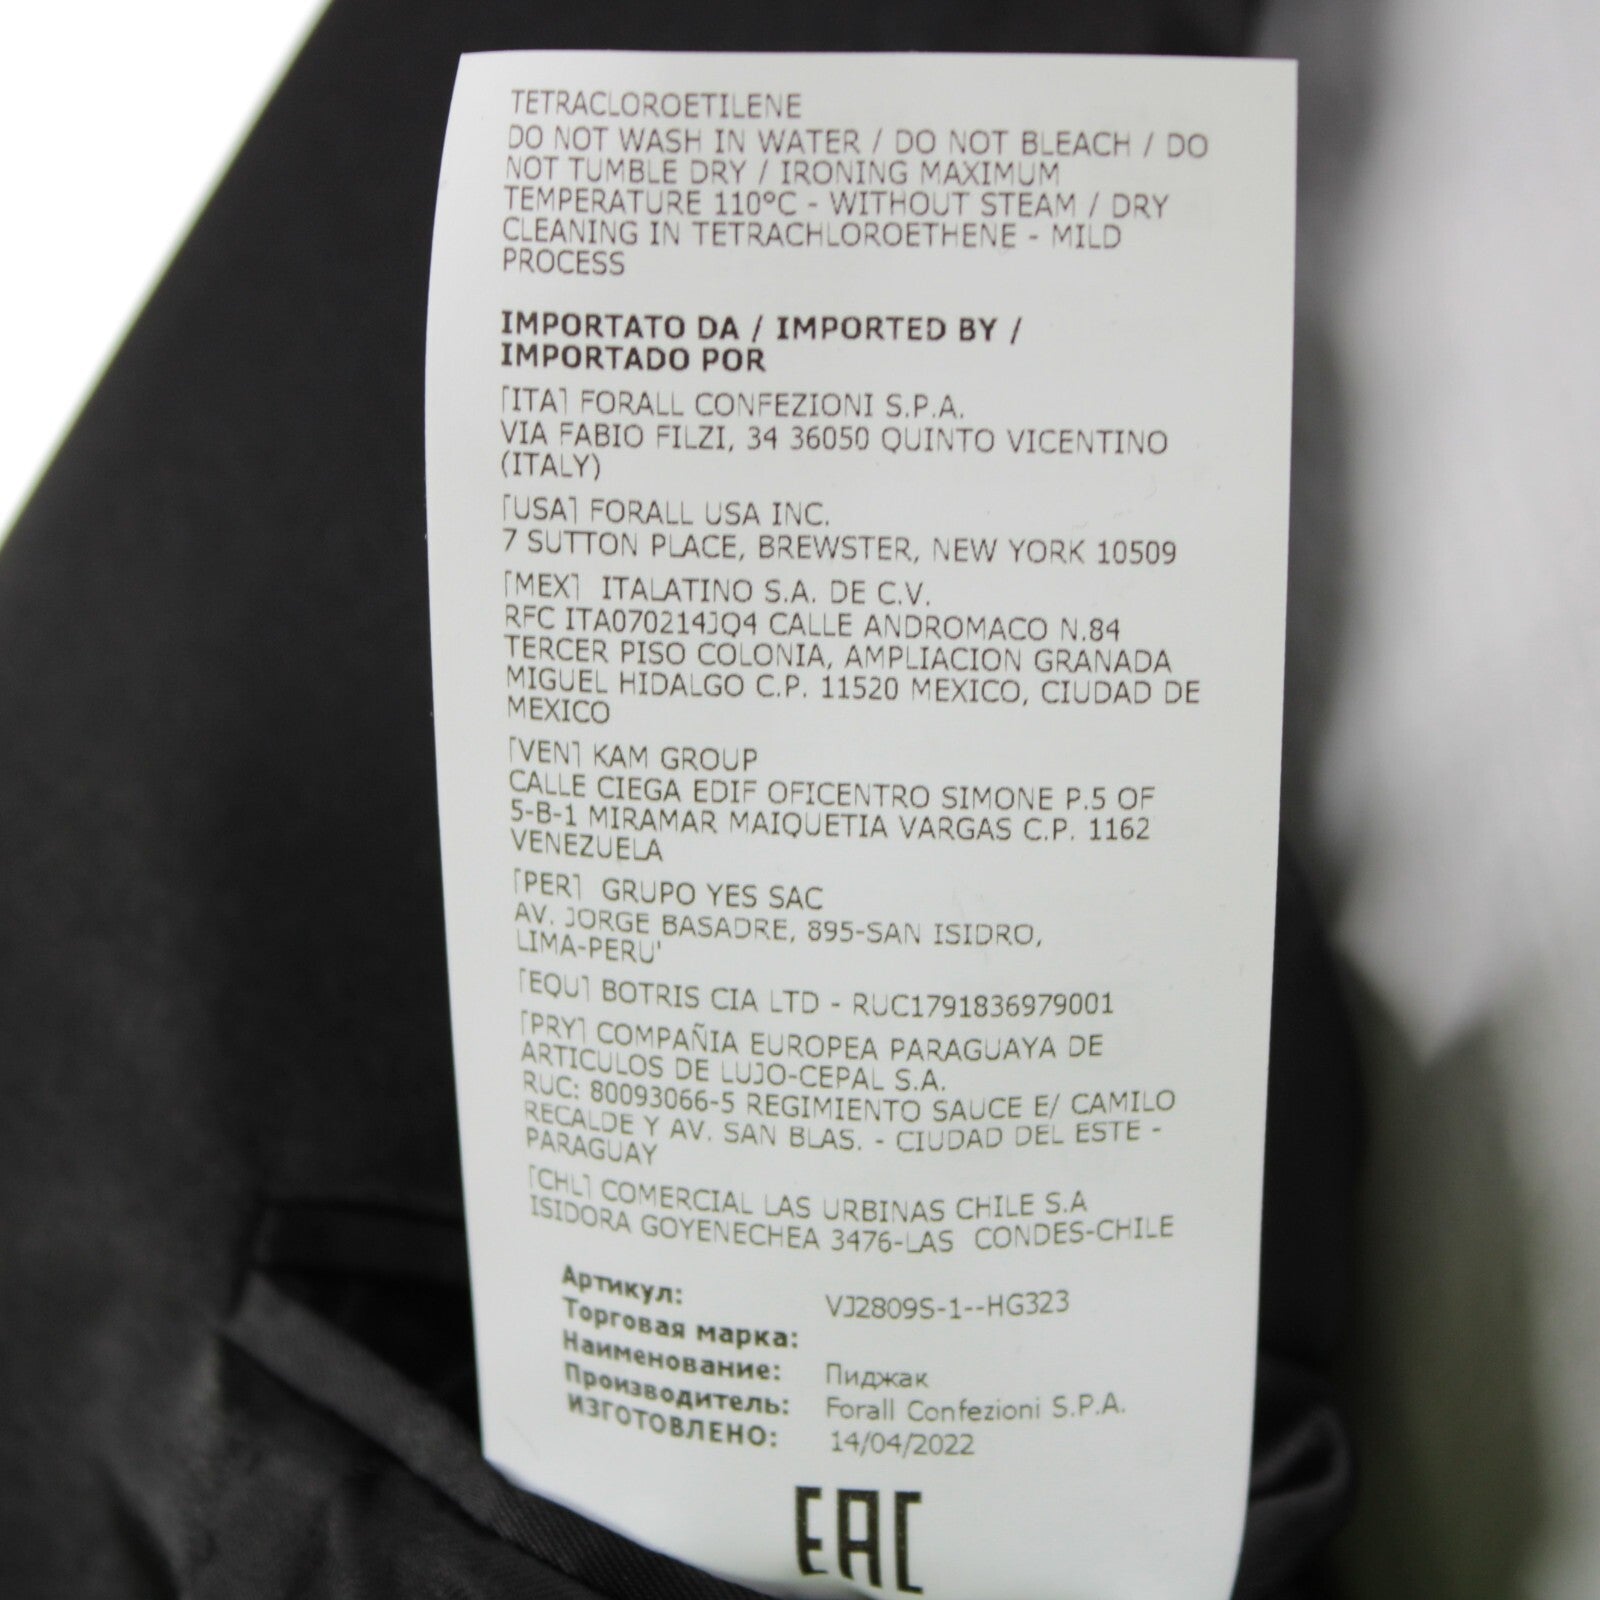 TETRACLOROETILENE
DO NOT WASH IN WATER / DO NOT BLEACH / DO
NOT TUMBLE DRY / IRONING MAXIMUM
TEMPERATURE 110°C - WITHOUT STEAM / DRY
CLEANING IN TETRACHLOROETHENE - MILD
PROCESS
IMPORTATO DA / IMPORTED BY /
IMPORTADO POR
[ITA] FORALL CONFEZIONI S.P.A.
VIA FABIO FILZI, 34 36050 QUINTO VICENTINO
(ITALY)
[USA] FORALL USA INC.
7 SUTTON PLACE, BREWSTER, NEW YORK 10509
[MEX] ITALATINO S.A. DE C.V.
RFC ITA070214JQ4 CALLE ANDROMACO N.84
TERCER PISO COLONIA, AMPLIACION GRANADA
MIGUEL HIDALGO C.P. 11520 MEXICO, CIUDAD DE
MEXICO
[VEN] KAM GROUP
CALLE CIEGA EDIF OFICENTRO SIMONE P.5 OF
5-B-1 MIRAMAR MAIQUETIA VARGAS C.P. 1162
VENEZUELA
[PER] GRUPO YES SAC
AV. JORGE BASADRE, 895-SAN ISIDRO,
LIMA-PERU'
[EQU] BOTRIS CIA LTD - RUC1791836979001
[PRY] COMPAÑIA EUROPEA PARAGUAYA DE
ARTICULOS DE LUJO-CEPAL S.A.
RUC: 80093066-5 REGIMIENTO SAUCE E/ CAMILO
RECALDE Y AV. SAN BLAS. - CIUDAD DEL ESTE -
PARAGUAY
[CHL] COMERCIAL LAS URBINAS CHILE S.A
ISIDORA GOYENECHEA 3476-LAS CONDES-CHILE
Артикул: VJ2809S-1--HG323
Торговая марка:
Наименование: Пиджак
Производитель: Forall Confezioni S.P.A.
ИЗГОТОВЛЕНО: 14/04/2022
EAC